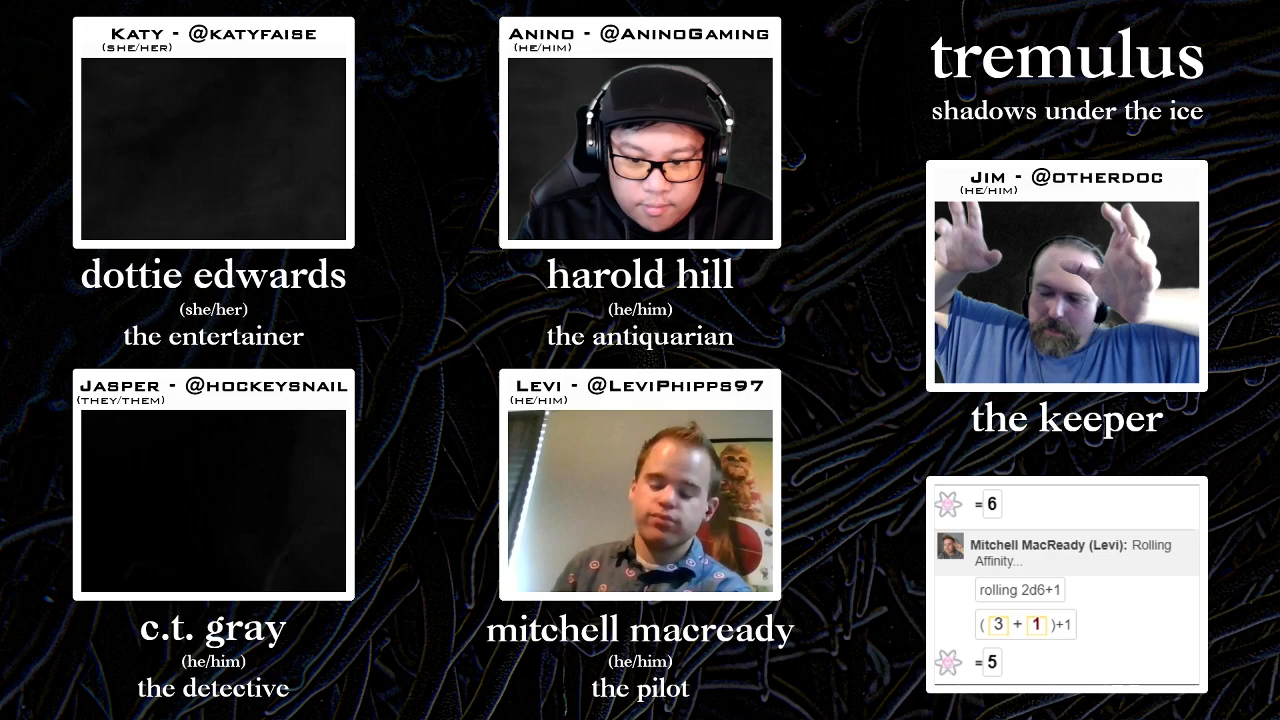 Katy - @katyfaise
(she/her)
dottie edwards
(she/her)
the entertainer
Anino - @AninoGaming
(he/him)
harold hill
(he/him)
the antiquarian
tremulus
shadows under the ice
Jim - @otherdoc
(he/him)
the keeper
Jasper - @hockeysnail
(they/them)
c.t. gray
(he/him)
the detective
Levi - @LeviPhipps97
(he/him)
mitchell macready
(he/him)
the pilot
=6
Mitchell MacReady (Levi): Rolling
Affinity...
rolling 2d6+1
( 3 + 1 )+1
=5